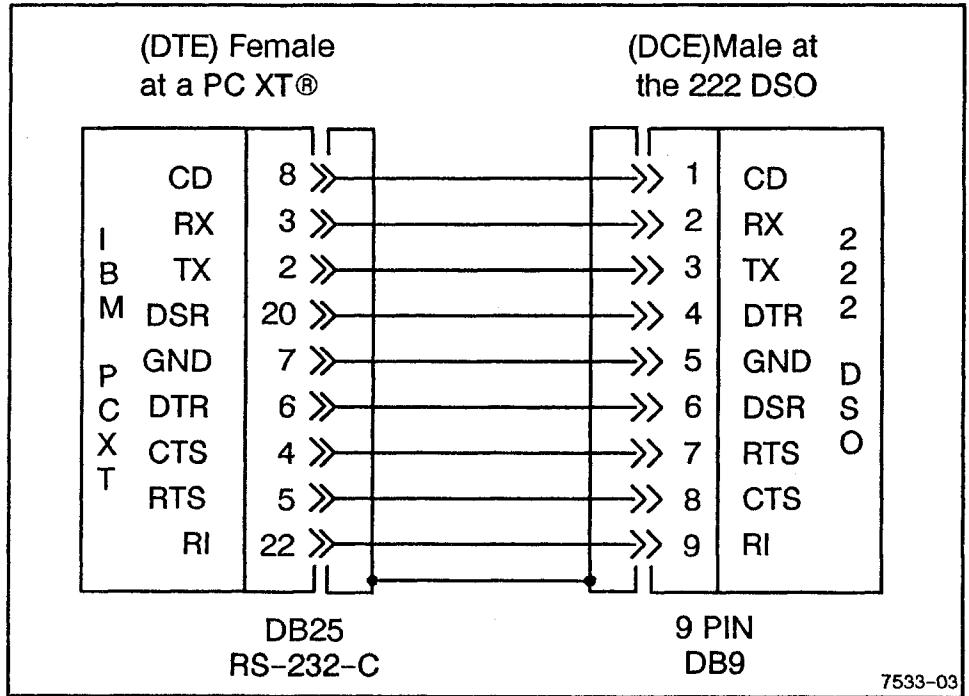 (DTE) Female
at a PC XT®
(DCE)Male at
the 222 DSO
IBM PCXT
CD 8
RX 3
TX 2
DSR 20
GND 7
DTR 6
CTS 4
RTS 5
RI 22
1 CD
2 RX
3 TX
4 DTR
5 GND
6 DSR
7 RTS
8 CTS
9 RI
222 DSO
DB25
RS-232-C
9 PIN
DB9
7533-03